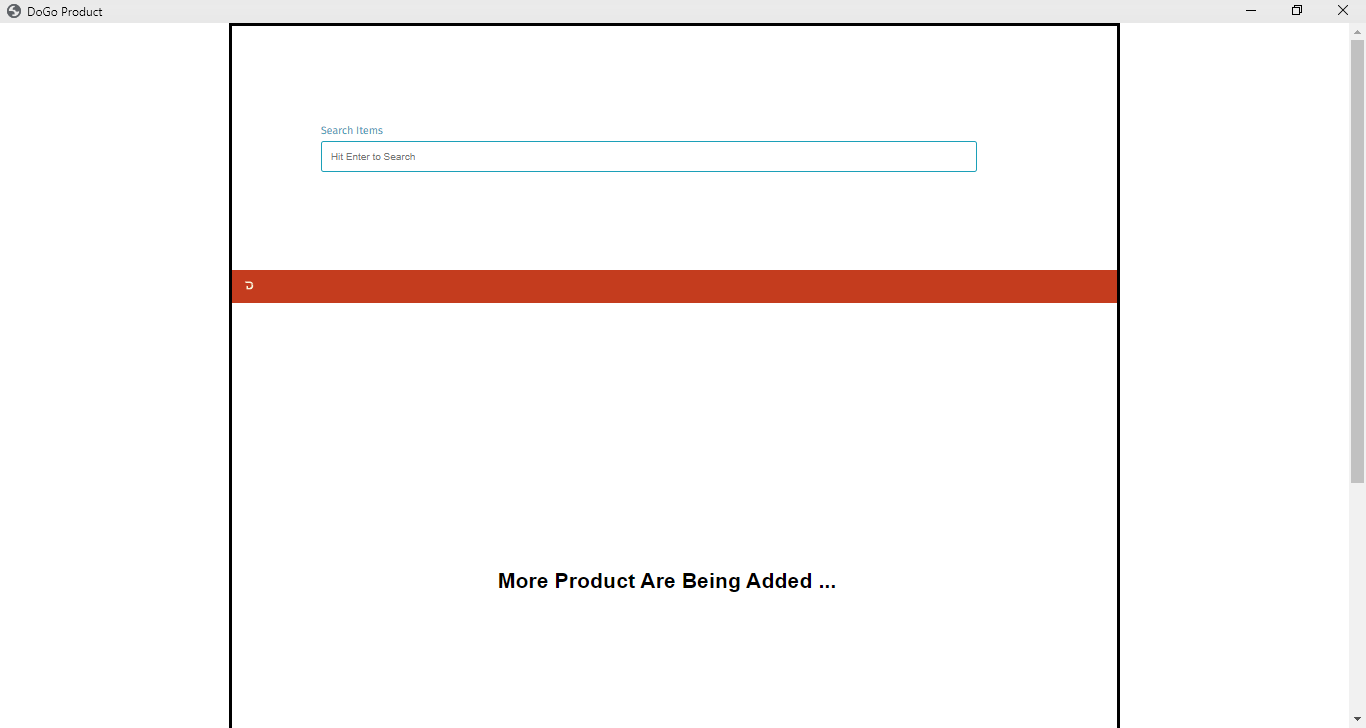 DoGo Product
Search Items
Hit Enter to Search
More Product Are Being Added ...